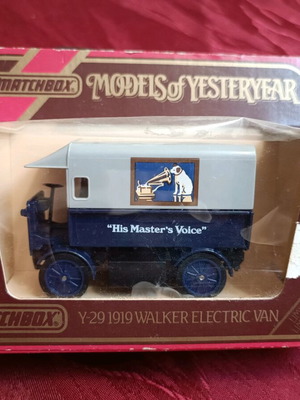 MATCHBOX
MODELS of YESTERYEAR
"His Master's Voice"
MATCHBOX
Y-29 1919 WALKER ELECTRIC VAN